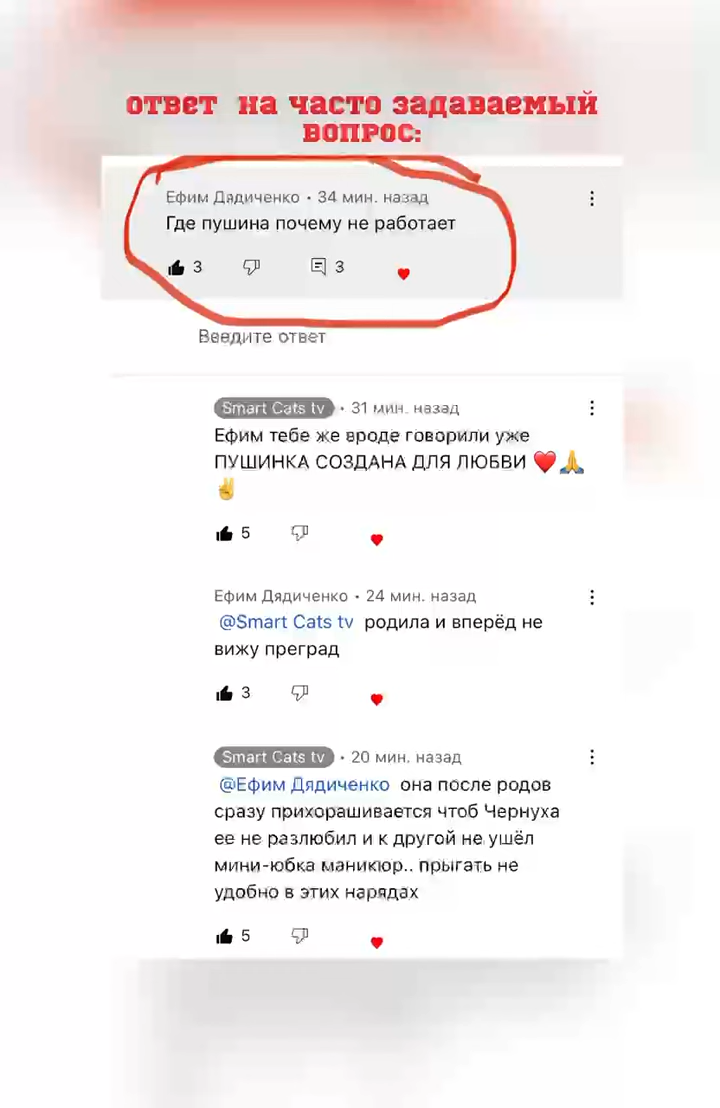 ответ на часто задаваемый
вопрос:
Ефим Дядиченко • 34 мин. назад
Где пушина почему не работает
3 3
Введите ответ
Smart Cats tv • 31 мин. назад
Ефим тебе же вроде говорили уже
ПУШИНКА СОЗДАНА ДЛЯ ЛЮБВИ ❤️🙏
✌️
5
Ефим Дядиченко • 24 мин. назад
@Smart Cats tv родила и вперёд не
вижу преград
3
Smart Cats tv • 20 мин. назад
@Ефим Дядиченко она после родов
сразу прихорашивается чтоб Чернуха
ее не разлюбил и к другой не ушёл
мини-юбка маникюр.. прыгать не
удобно в этих нарядах
5